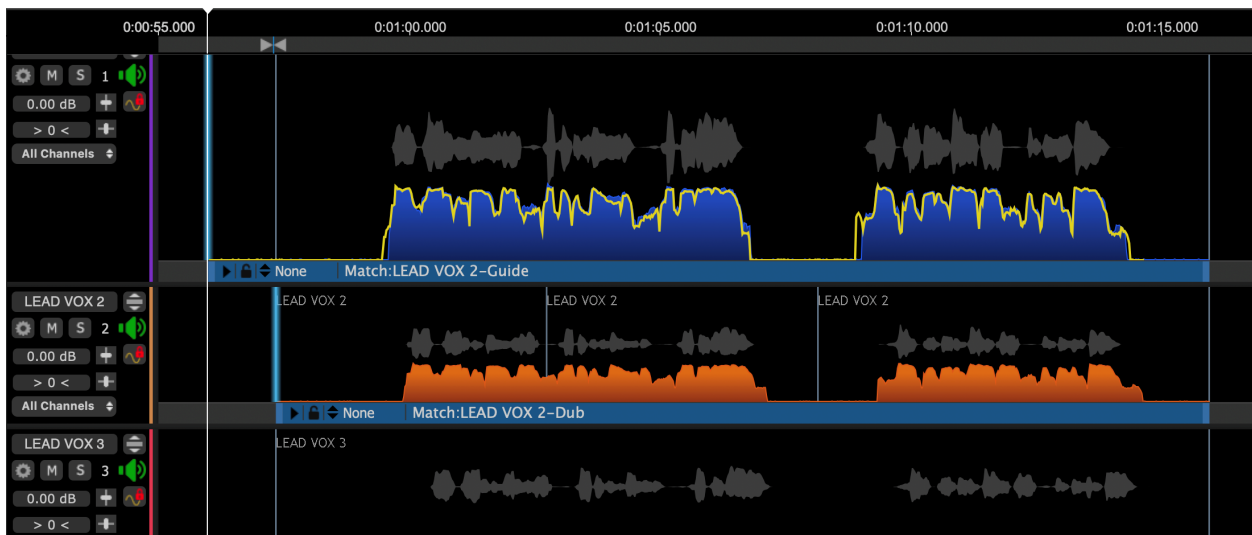 0:00:55.000 0:01:00.000 0:01:05.000 0:01:10.000 0:01:15.000
M S 1
0.00 dB
> 0 <
All Channels
None Match:LEAD VOX 2-Guide
LEAD VOX 2 LEAD VOX 2 LEAD VOX 2 LEAD VOX 2
M S 2
0.00 dB
> 0 <
All Channels
None Match:LEAD VOX 2-Dub
LEAD VOX 3 LEAD VOX 3
M S 3
0.00 dB
> 0 <